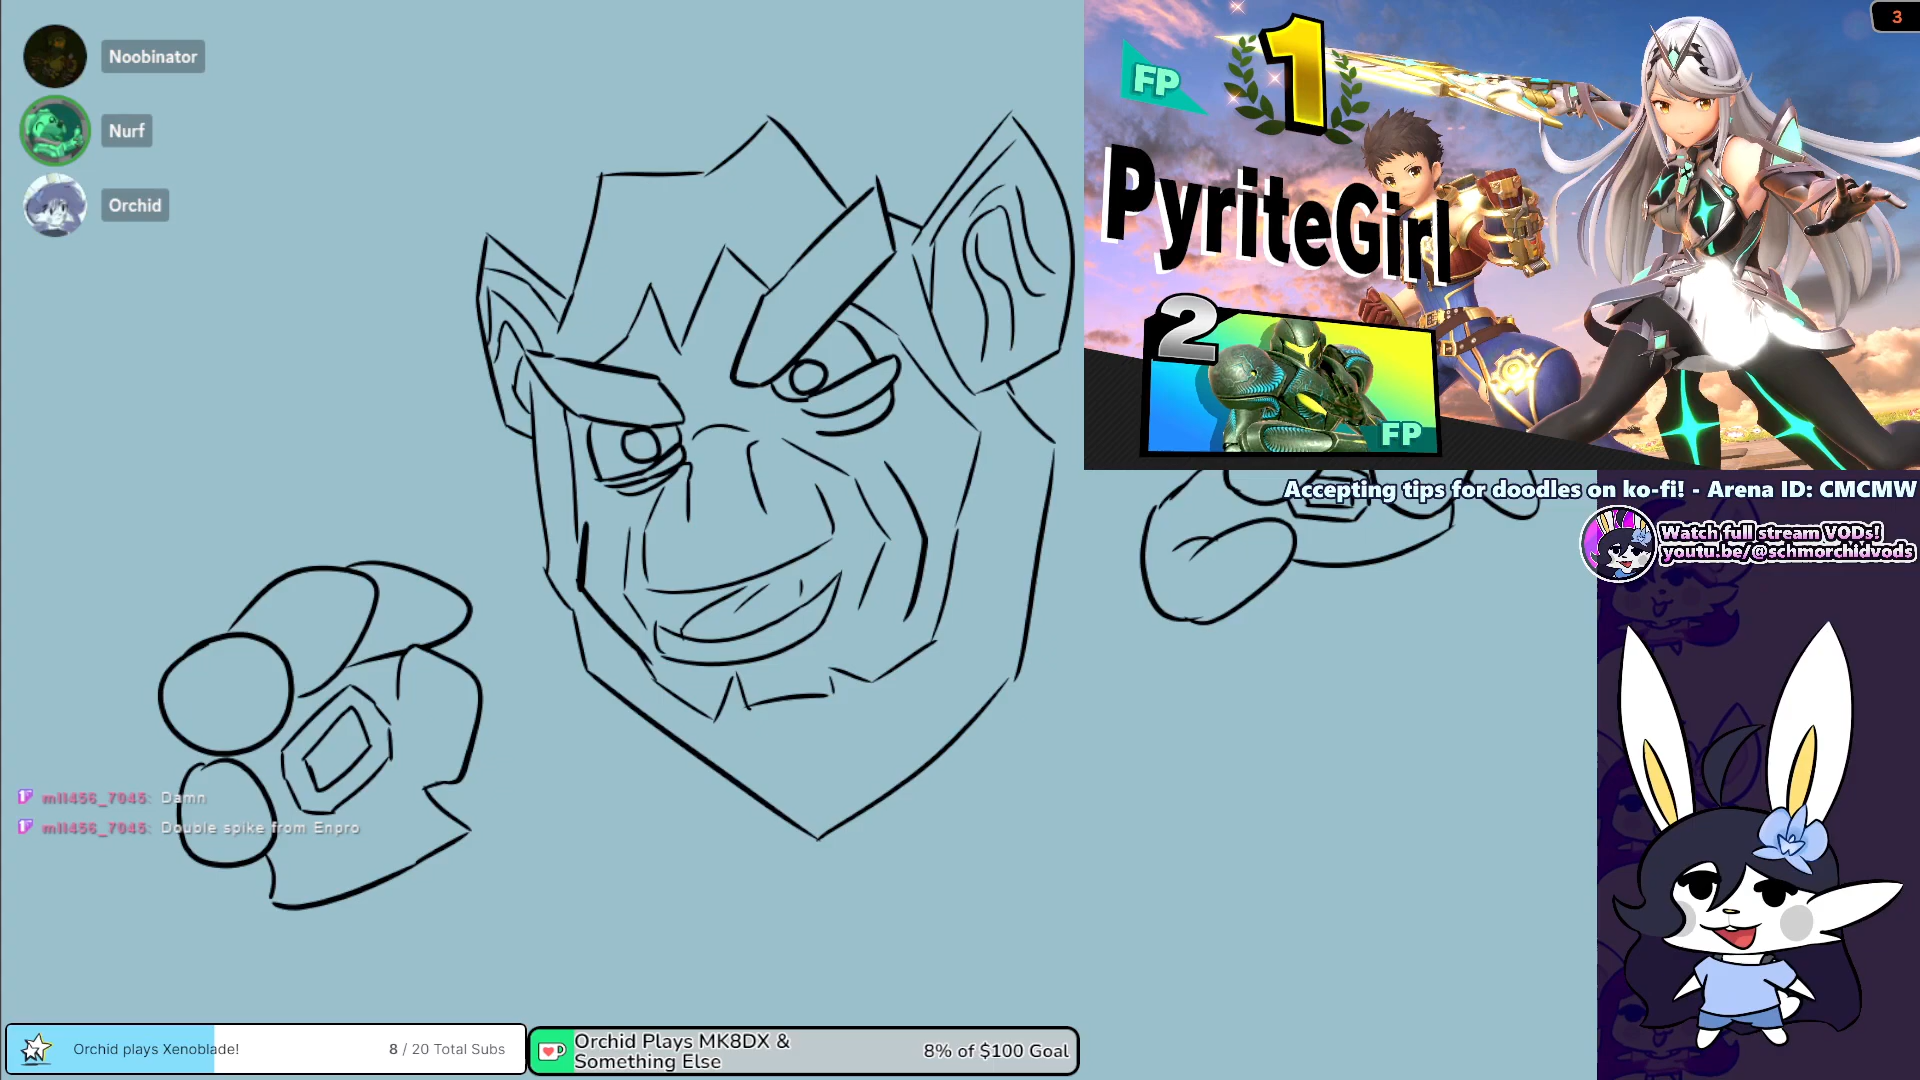 Noobinator
Nurf
Orchid
3
FP
1
PyriteGirl
2
FP
Accepting tips for doodles on ko-fi! - Arena ID: CMCMW
Watch full stream VODs!
youtu.be/@schmorchidvods
mll456_7045: Damn
mll456_7045: Double spike from Enpro
Orchid plays Xenoblade!
8 / 20 Total Subs
Orchid Plays MK8DX &
Something Else
8% of $100 Goal